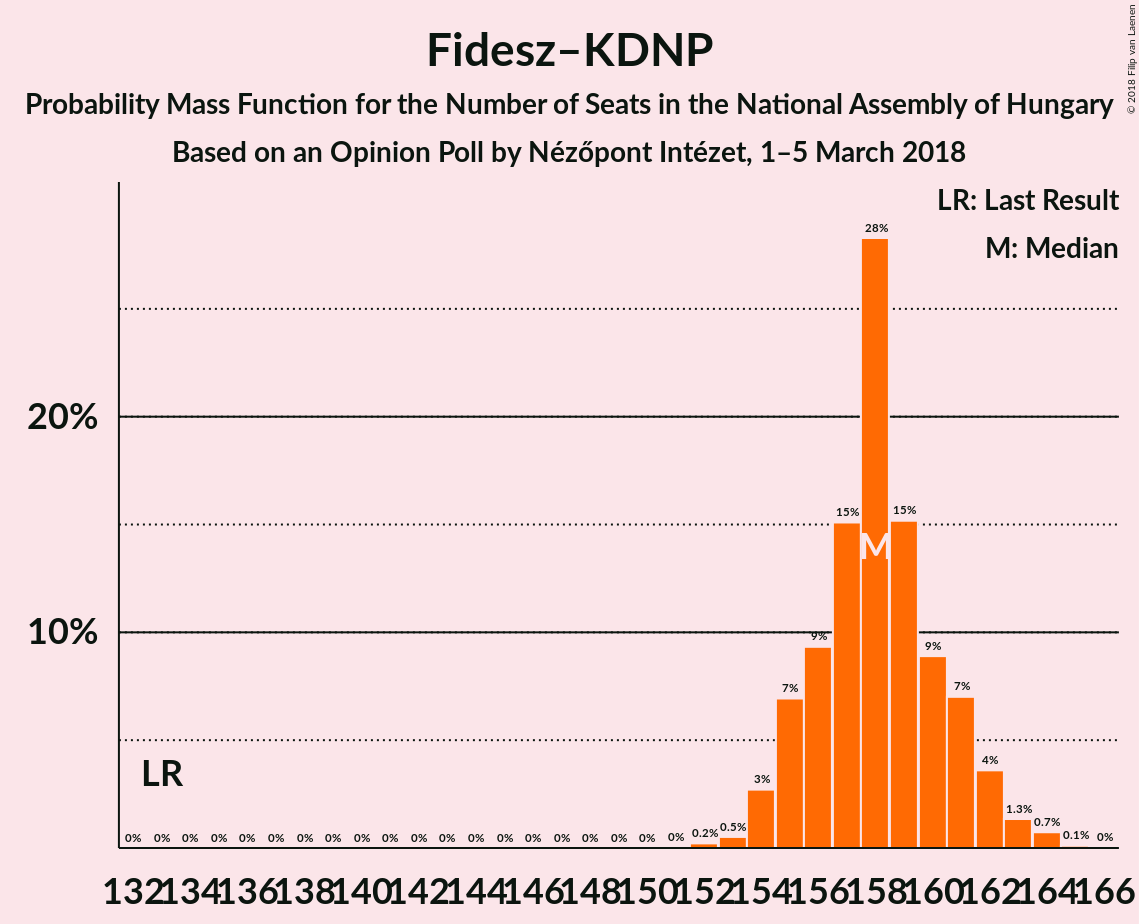 Fidesz–KDNP
Probability Mass Function for the Number of Seats in the National Assembly of Hungary
Based on an Opinion Poll by Nézőpont Intézet, 1–5 March 2018
© 2018 Filip van Laenen
LR: Last Result
M: Median
28%
20%
15% 15%
M
10%
9% 9%
7% 7%
LR
3% 4%
0% 0% 0% 0% 0% 0% 0% 0% 0% 0% 0% 0% 0% 0% 0% 0% 0% 0% 0% 0% 0.2% 0.5% 1.3% 0.7% 0.1% 0%
132 134 136 138 140 142 144 146 148 150 152 154 156 158 160 162 164 166